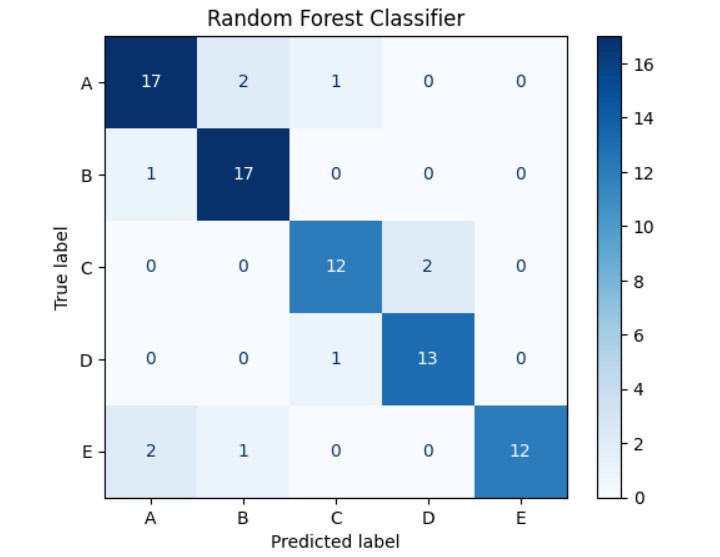 Random Forest Classifier
True label
A 17 2 1 0 0
B 1 17 0 0 0
C 0 0 12 2 0
D 0 0 1 13 0
E 2 1 0 0 12
A B C D E
Predicted label
16
14
12
10
8
6
4
2
0